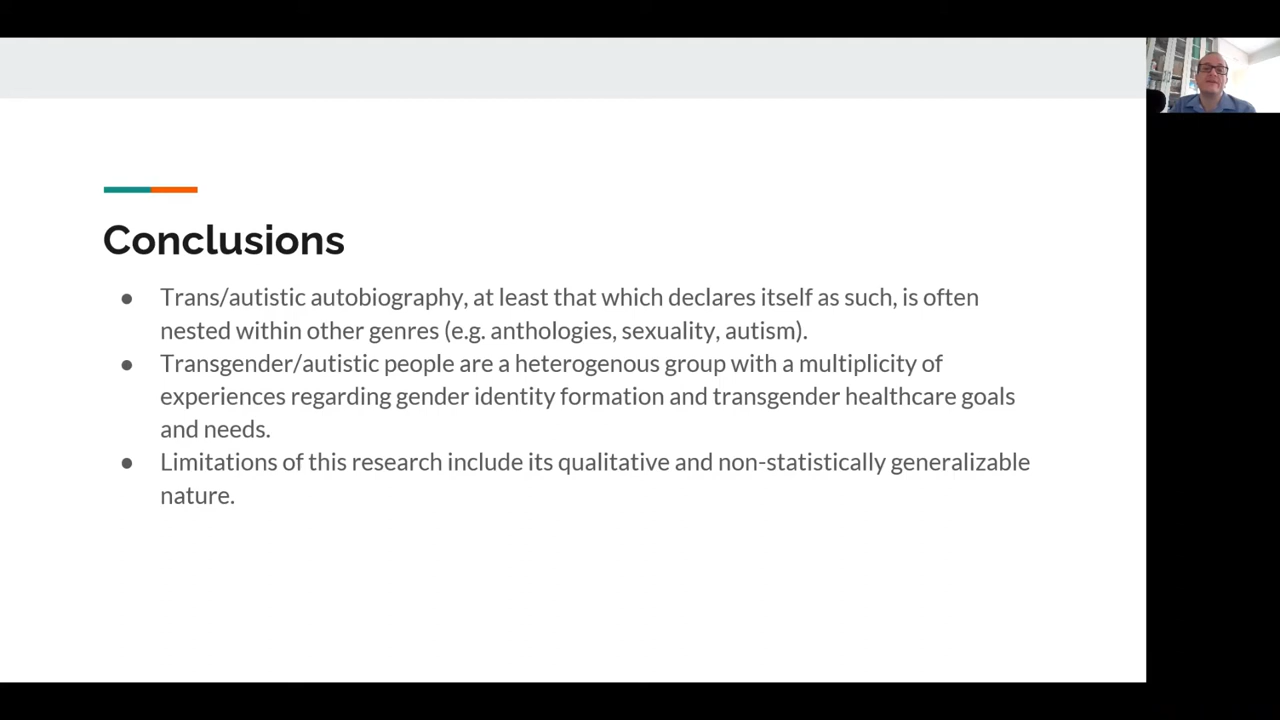 Conclusions
● Trans/autistic autobiography, at least that which declares itself as such, is often
nested within other genres (e.g. anthologies, sexuality, autism).
● Transgender/autistic people are a heterogenous group with a multiplicity of
experiences regarding gender identity formation and transgender healthcare goals
and needs.
● Limitations of this research include its qualitative and non-statistically generalizable
nature.